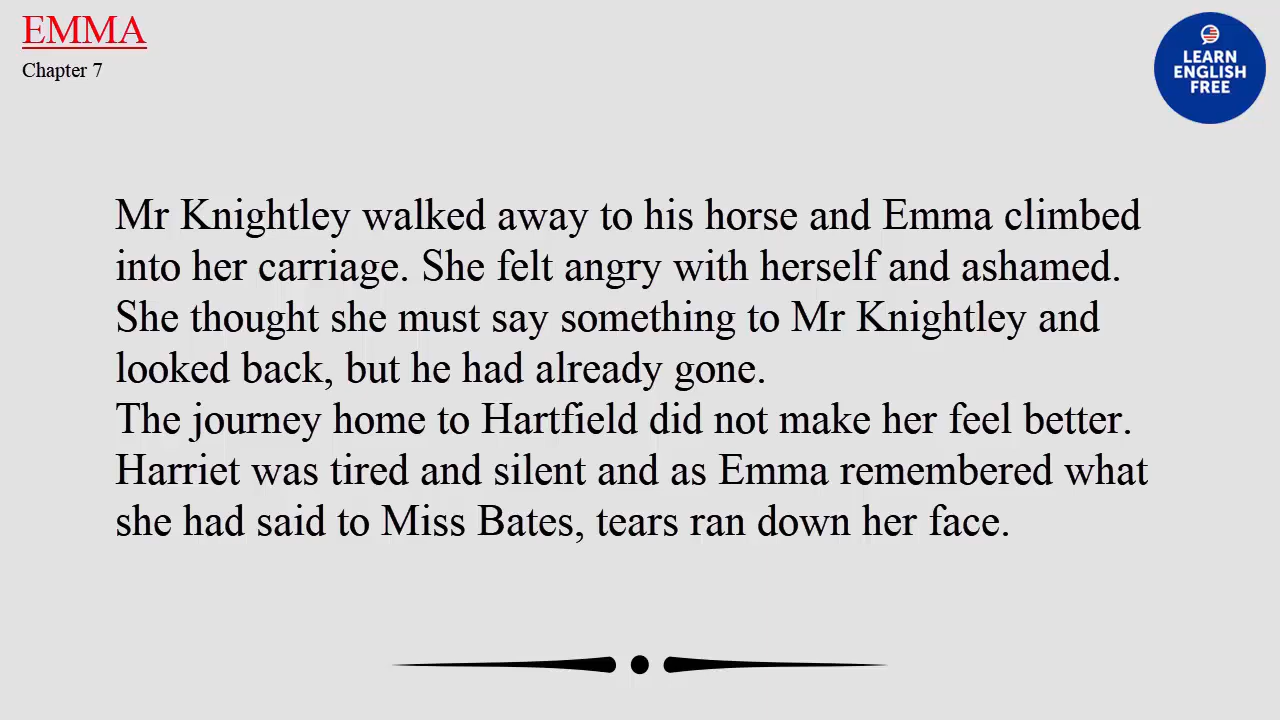 EMMA
Chapter 7
LEARN
ENGLISH
FREE
Mr Knightley walked away to his horse and Emma climbed
into her carriage. She felt angry with herself and ashamed.
She thought she must say something to Mr Knightley and
looked back, but he had already gone.
The journey home to Hartfield did not make her feel better.
Harriet was tired and silent and as Emma remembered what
she had said to Miss Bates, tears ran down her face.